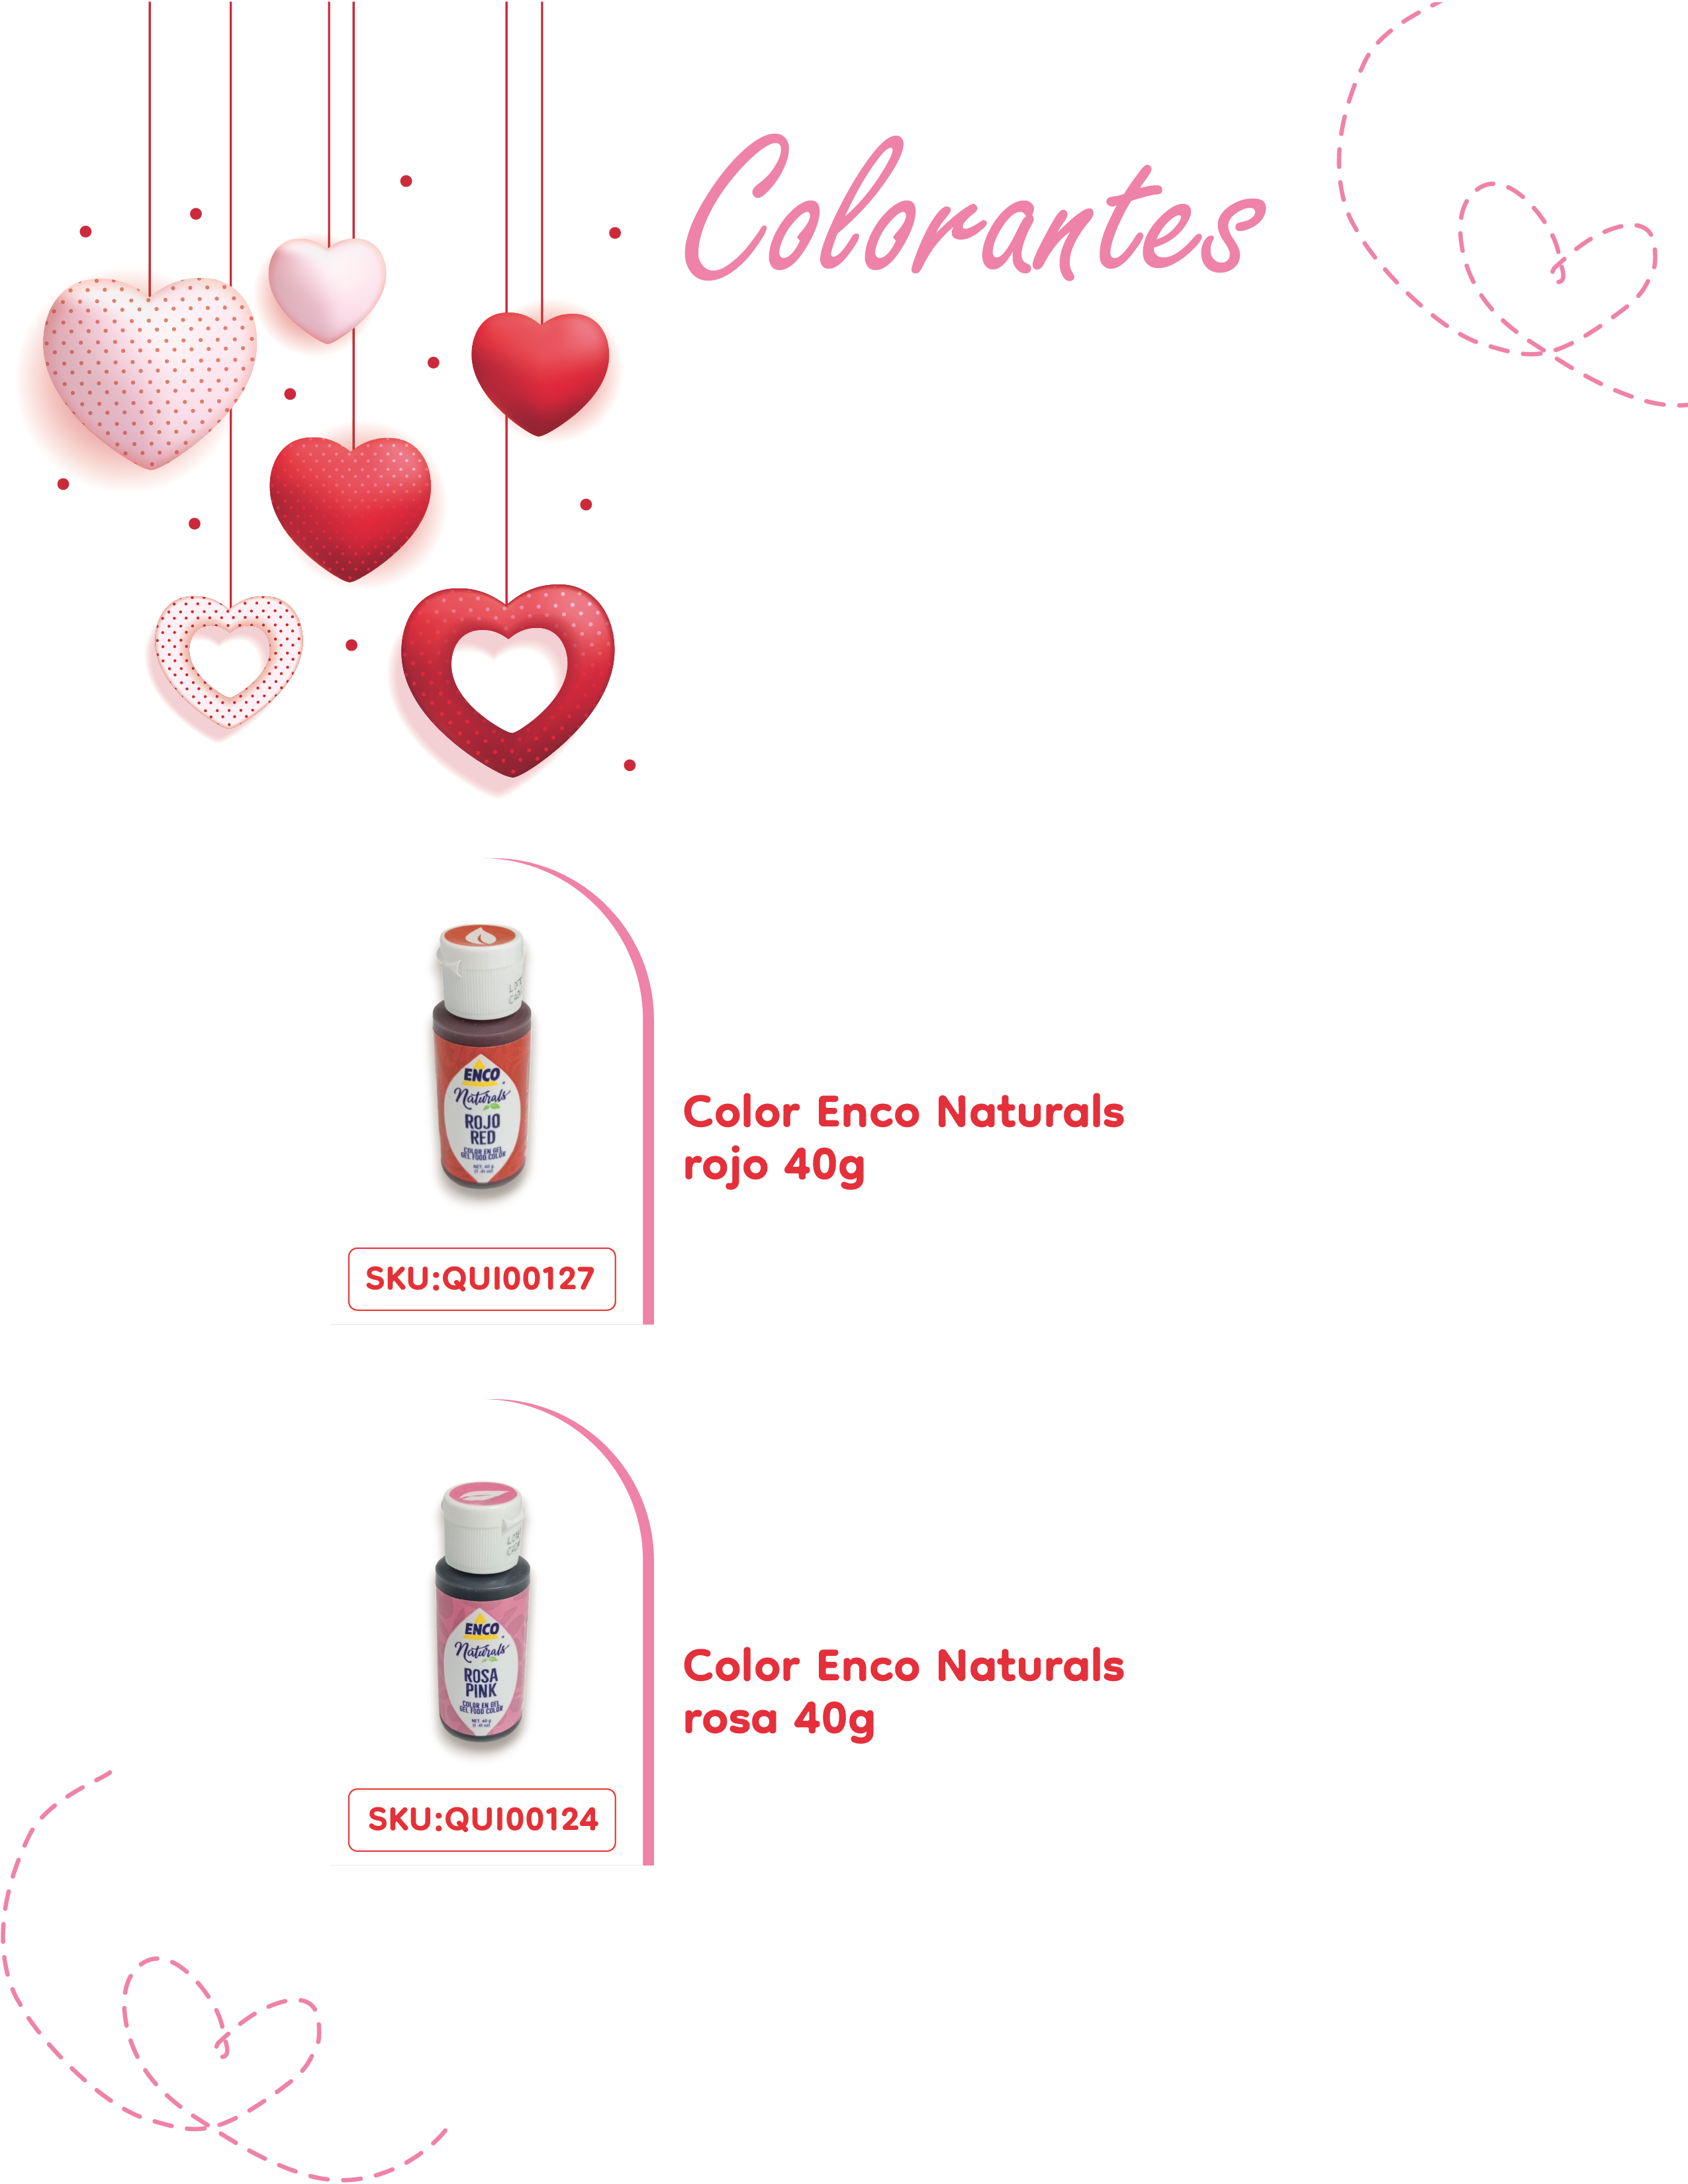 Colorantes
ENCO
Naturals
ROJO
RED
COLOR EN GEL
GEL FOOD COLOR
NET. 40 g
Color Enco Naturals
rojo 40g
SKU:QUI00127
ENCO
Naturals
ROSA
PINK
COLOR EN GEL
GEL FOOD COLOR
NET. 40 g
Color Enco Naturals
rosa 40g
SKU:QUI00124